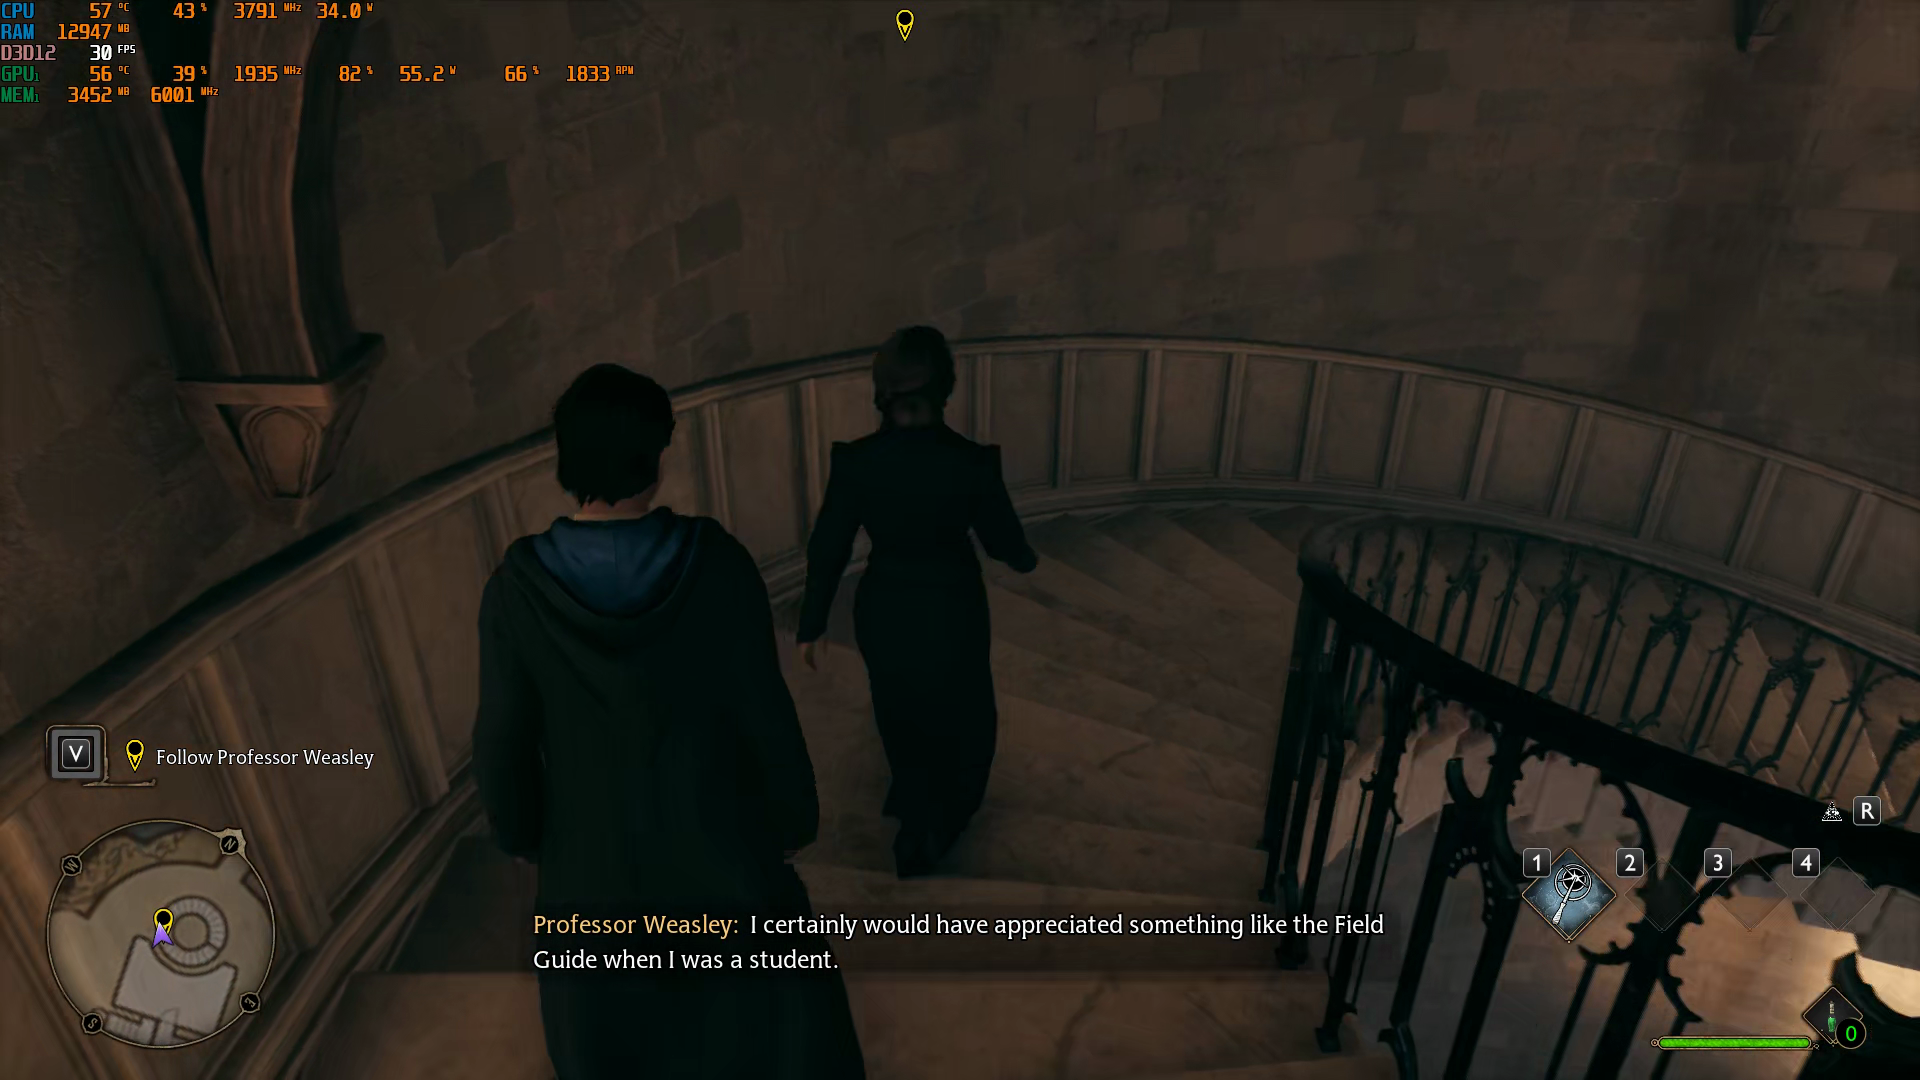 CPU 57 °C 43 % 3791 MHz 34.0 W
RAM 12947 MB
D3D12 30 FPS
GPU1 56 °C 39 % 1935 MHz 82 % 55.2 W 66 % 1833 RPM
MEM1 3452 MB 6001 MHz
V Follow Professor Weasley
N
W
E
S
R
1 2 3 4
Professor Weasley: I certainly would have appreciated something like the Field
Guide when I was a student.
0